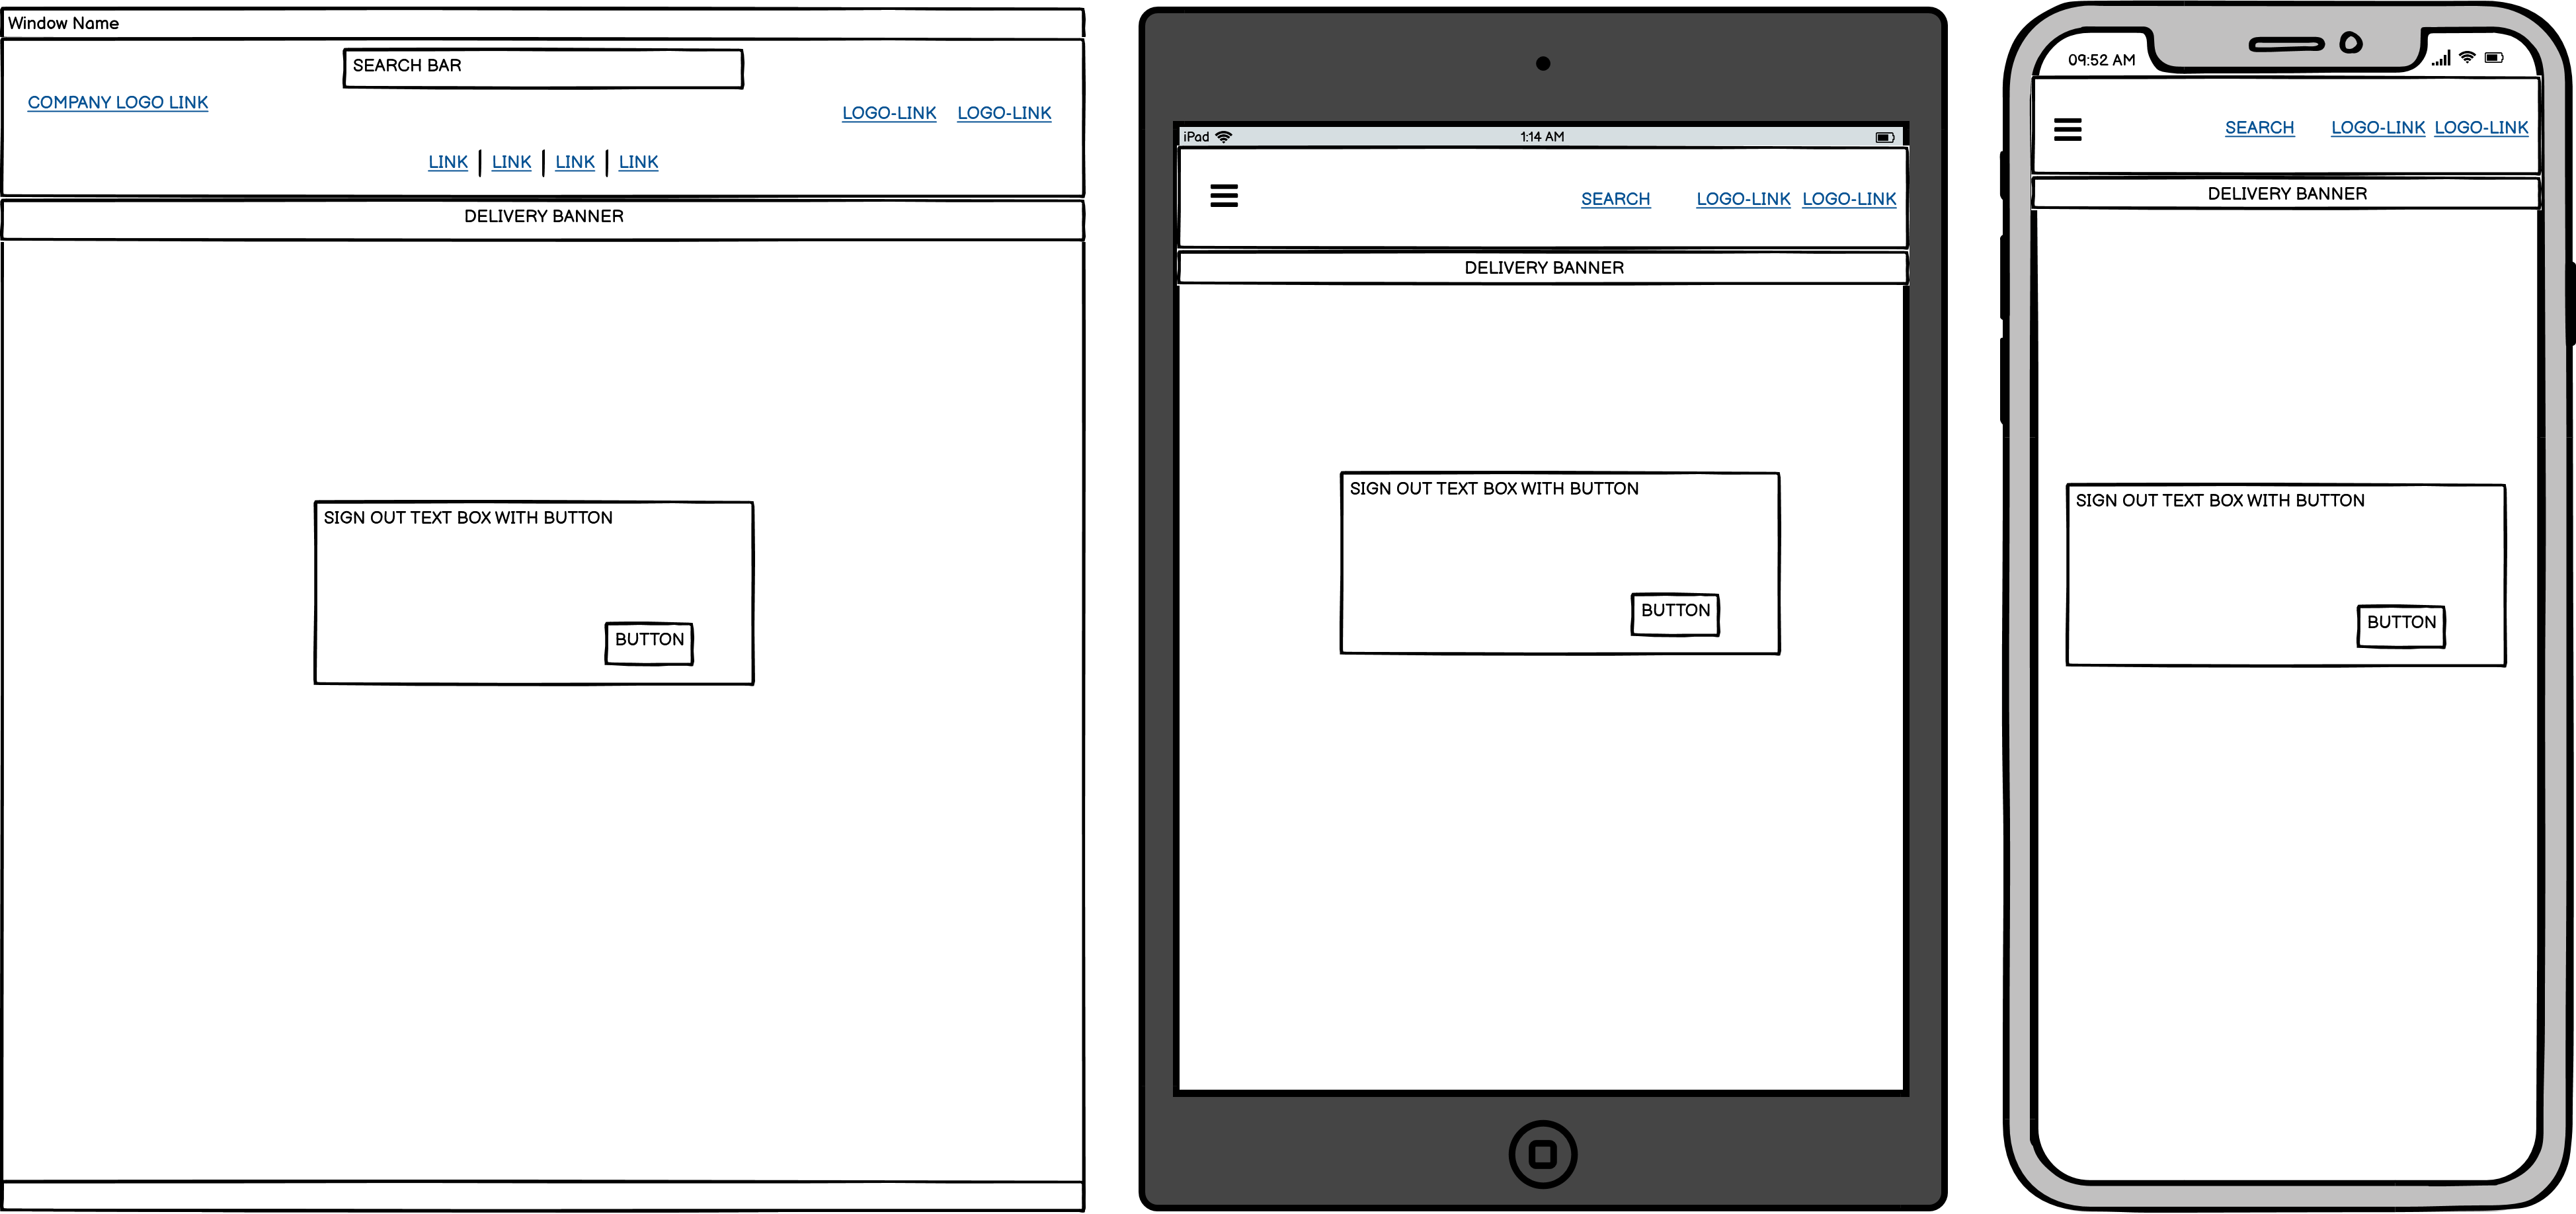 Window Name
SEARCH BAR
COMPANY LOGO LINK
LOGO-LINK LOGO-LINK
LINK LINK LINK LINK
DELIVERY BANNER
SIGN OUT TEXT BOX WITH BUTTON
BUTTON
iPad 1:14 AM
SEARCH LOGO-LINK LOGO-LINK
DELIVERY BANNER
SIGN OUT TEXT BOX WITH BUTTON
BUTTON
09:52 AM
SEARCH LOGO-LINK LOGO-LINK
DELIVERY BANNER
SIGN OUT TEXT BOX WITH BUTTON
BUTTON